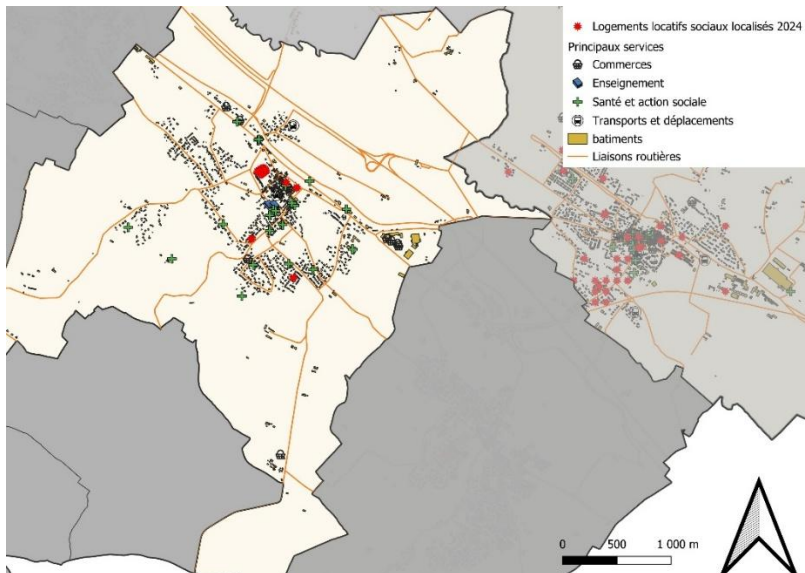 Logements locatifs sociaux localisés 2024
Principaux services
Commerces
Enseignement
Santé et action sociale
Transports et déplacements
batiments
Liaisons routières
0 500 1 000 m